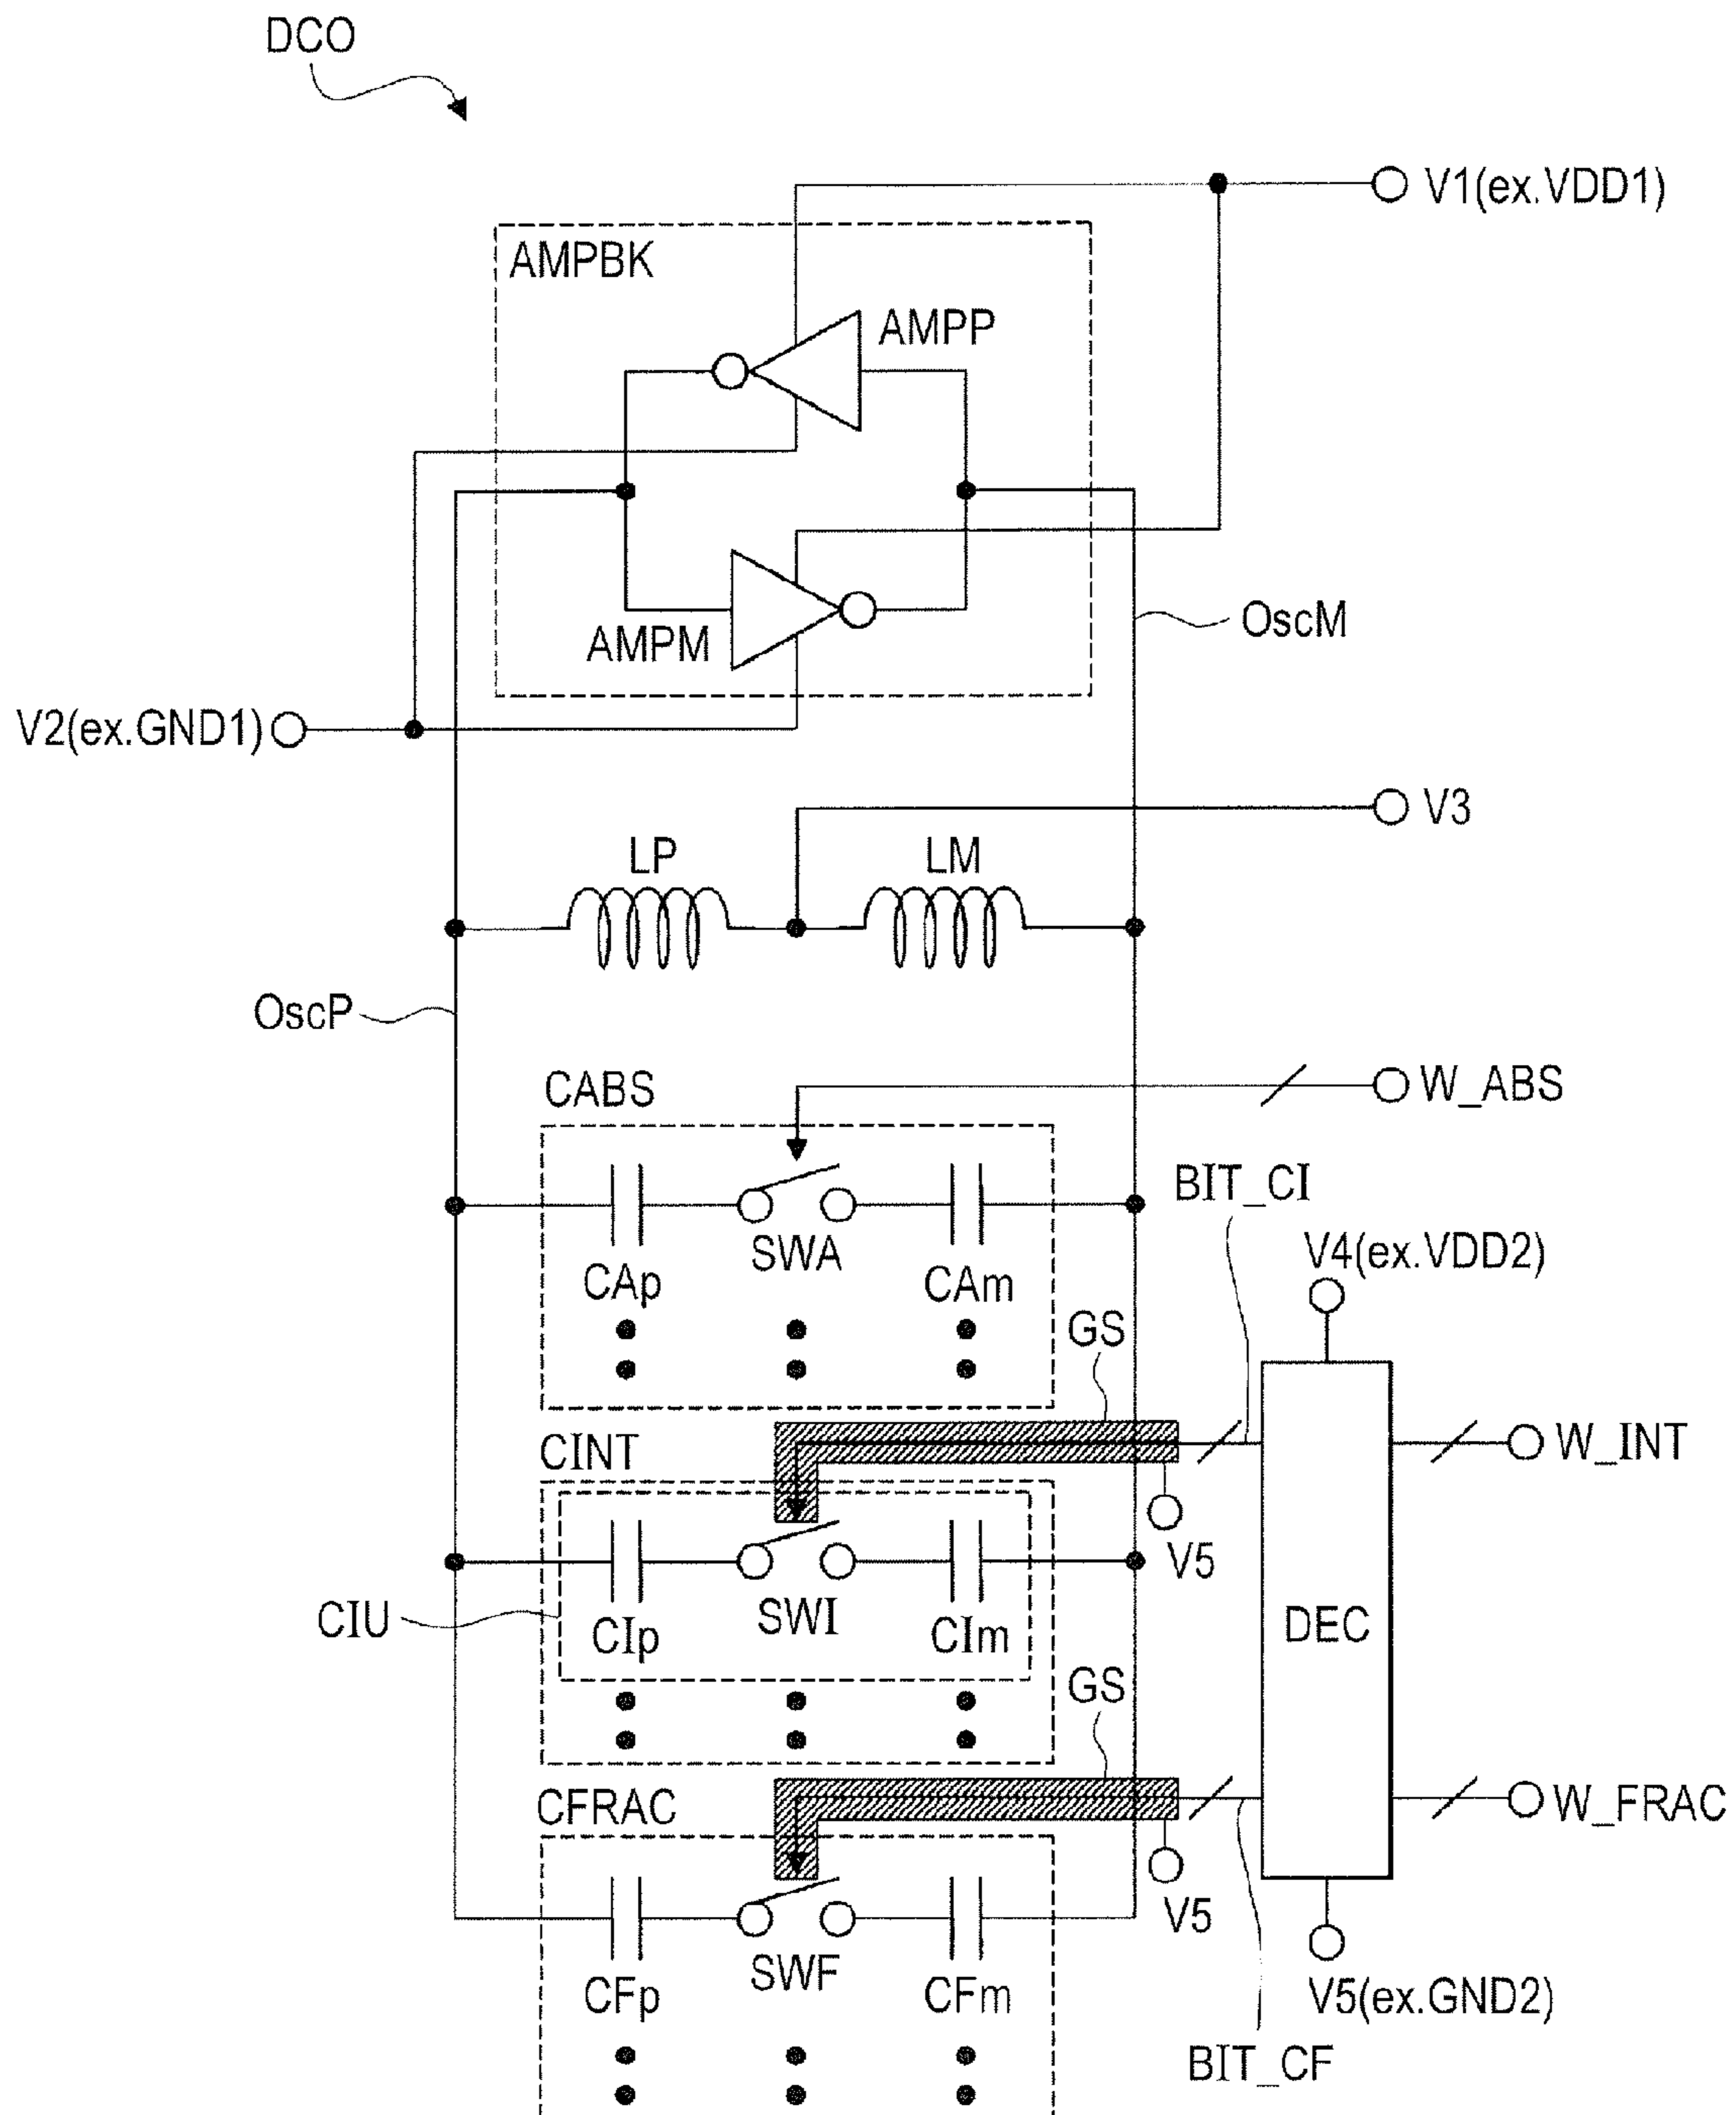 DCO
V1(ex.VDD1)
AMPBK
AMPP
AMPM
OscM
V2(ex.GND1)
V3
LP
LM
OscP
CABS
W_ABS
BIT_CI
SWA
V4(ex.VDD2)
CAp
CAm
GS
CINT
W_INT
V5
CIU
SWI
CIp
CIm
DEC
GS
CFRAC
W_FRAC
V5
SWF
CFp
CFm
V5(ex.GND2)
BIT_CF